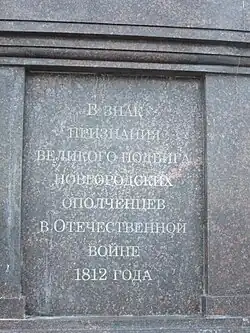 В ЗНАК
ПРИЗНАНИЯ
ВЕЛИКОГО ПОДВИГА
НОВГОРОДСКИХ
ОПОЛЧЕНЦЕВ
В ОТЕЧЕСТВЕННОЙ
ВОЙНЕ
1812 ГОДА